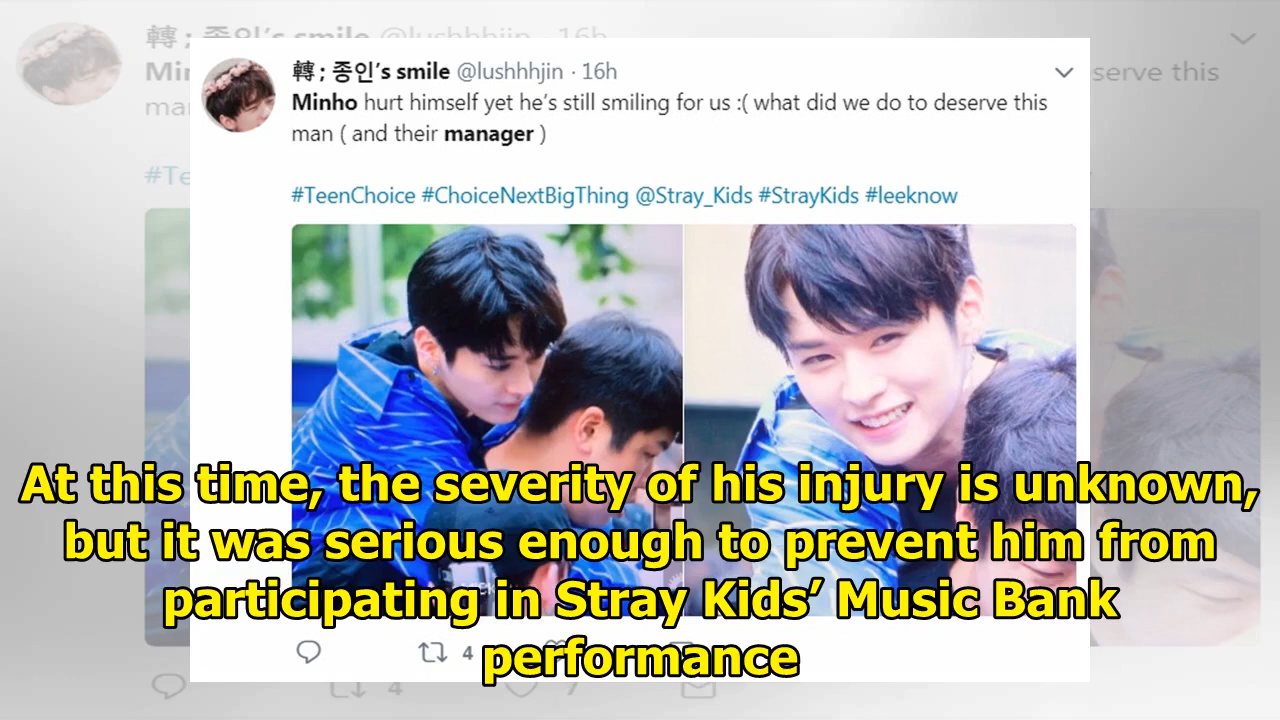 轉 ; 종인's smile @lushhhjin · 16h
Minho hurt himself yet he's still smiling for us :( what did we do to deserve this
man ( and their manager )
#TeenChoice #ChoiceNextBigThing @Stray_Kids #StrayKids #leeknow
At this time, the severity of his injury is unknown,
but it was serious enough to prevent him from
participating in Stray Kids’ Music Bank
performance
4